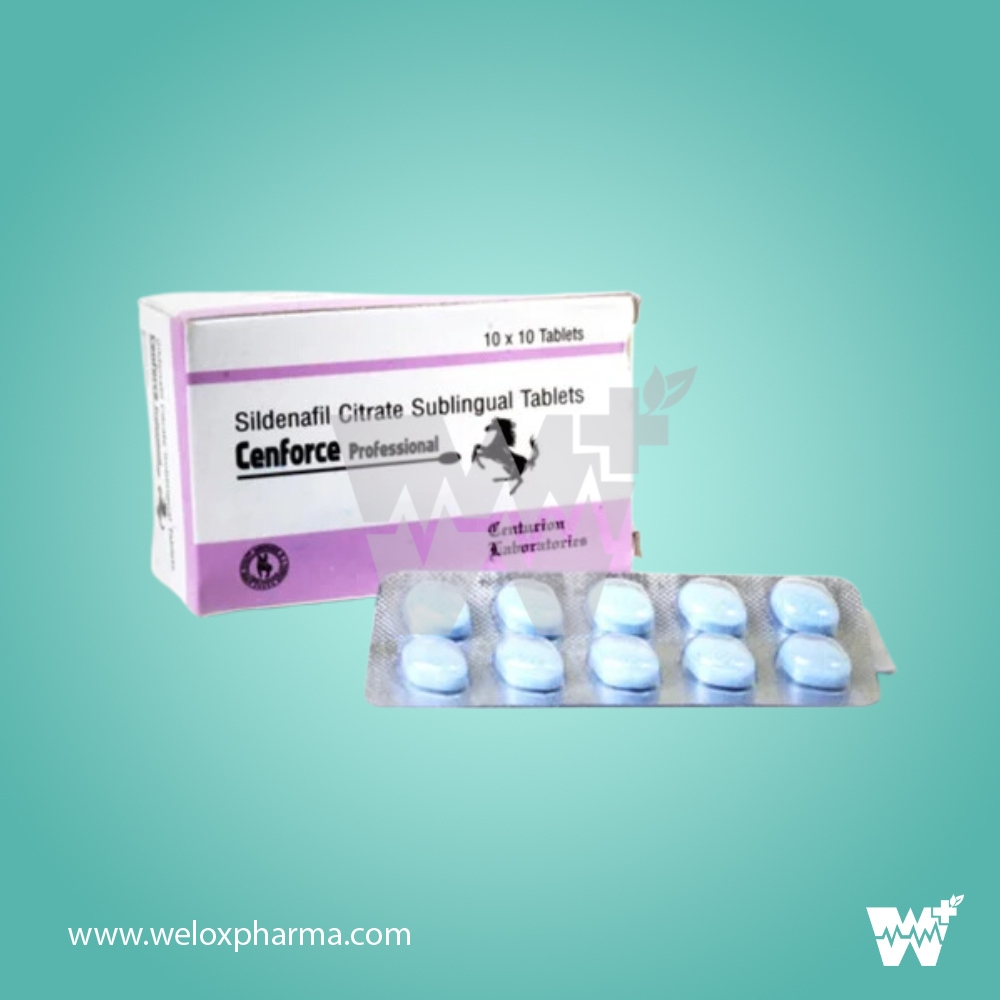 10 x 10 Tablets
Sildenafil Citrate Sublingual Tablets
Cenforce Professional
Centurion
Laboratories
www.weloxpharma.com
W